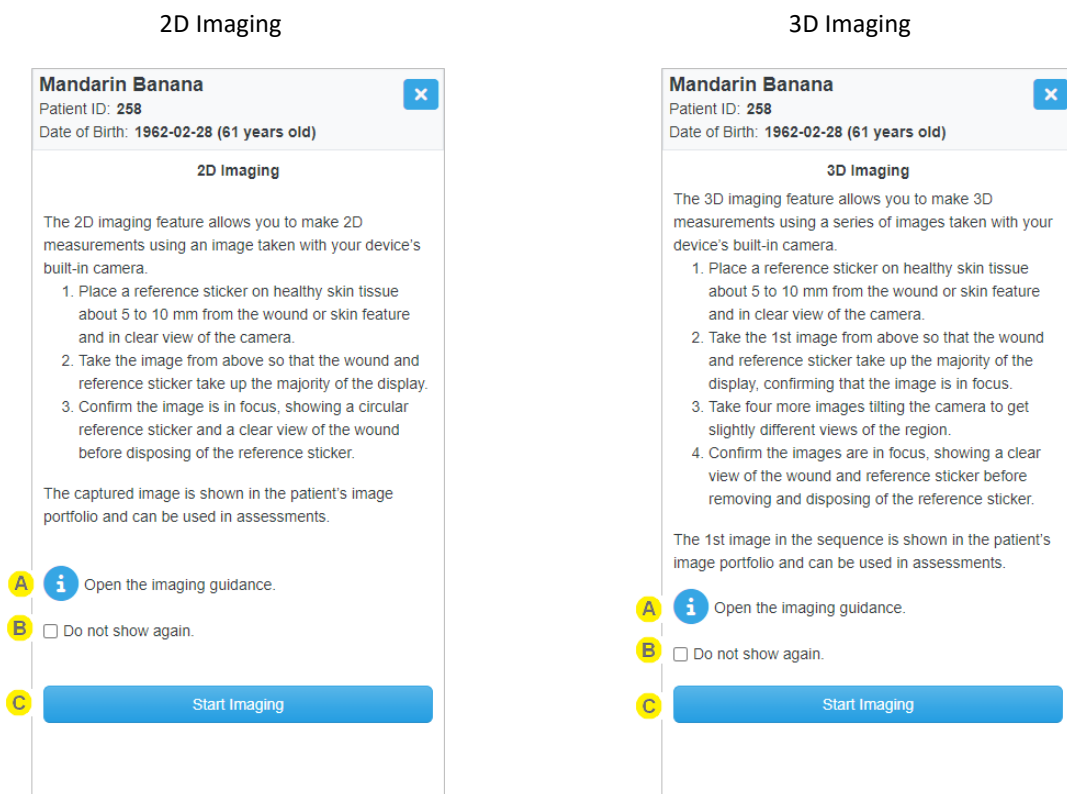 2D Imaging
Mandarin Banana
Patient ID: 258
Date of Birth: 1962-02-28 (61 years old)
2D Imaging
The 2D imaging feature allows you to make 2D
measurements using an image taken with your device's
built-in camera.
1. Place a reference sticker on healthy skin tissue
about 5 to 10 mm from the wound or skin feature
and in clear view of the camera.
2. Take the image from above so that the wound and
reference sticker take up the majority of the display.
3. Confirm the image is in focus, showing a circular
reference sticker and a clear view of the wound
before disposing of the reference sticker.
The captured image is shown in the patient's image
portfolio and can be used in assessments.
A i Open the imaging guidance.
B Do not show again.
C Start Imaging
3D Imaging
Mandarin Banana
Patient ID: 258
Date of Birth: 1962-02-28 (61 years old)
3D Imaging
The 3D imaging feature allows you to make 3D
measurements using a series of images taken with your
device's built-in camera.
1. Place a reference sticker on healthy skin tissue
about 5 to 10 mm from the wound or skin feature
and in clear view of the camera.
2. Take the 1st image from above so that the wound
and reference sticker take up the majority of the
display, confirming that the image is in focus.
3. Take four more images tilting the camera to get
slightly different views of the region.
4. Confirm the images are in focus, showing a clear
view of the wound and reference sticker before
removing and disposing of the reference sticker.
The 1st image in the sequence is shown in the patient's
image portfolio and can be used in assessments.
A i Open the imaging guidance.
B Do not show again.
C Start Imaging